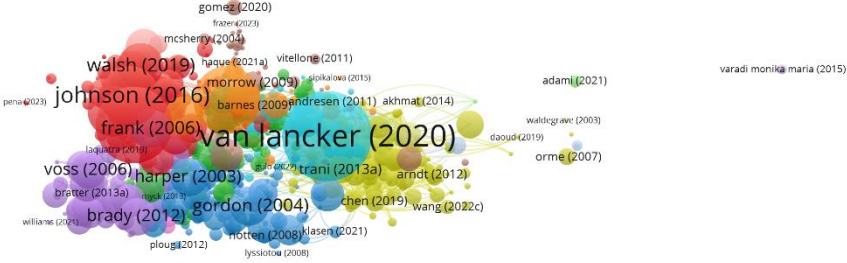 gomez (2020)
frazer(2023)
mcsherry (2004)
walsh (2019)
haque (2021a)
vitellone (2011)
varadi monika maria (2015)
sipikalova (2015)
morrow (2009)
adami (2021)
johnson (2016)
pena(2023)
barnes (2009)
andresen (2011)
akhmat (2014)
waldegrave (2003)
frank (2006)
van lancker (2020)
daoud (2019)
laquatra (2019)
orme (2007)
voss (2006)
harper (2003)
trani (2013a)
arndt (2012)
bratter (2013a)
myck (2013)
gordon (2004)
chen (2019)
wang (2022c)
brady (2012)
williams (2021)
notten (2008)
klasen (2021)
ploug (2012)
lyssiotou (2008)